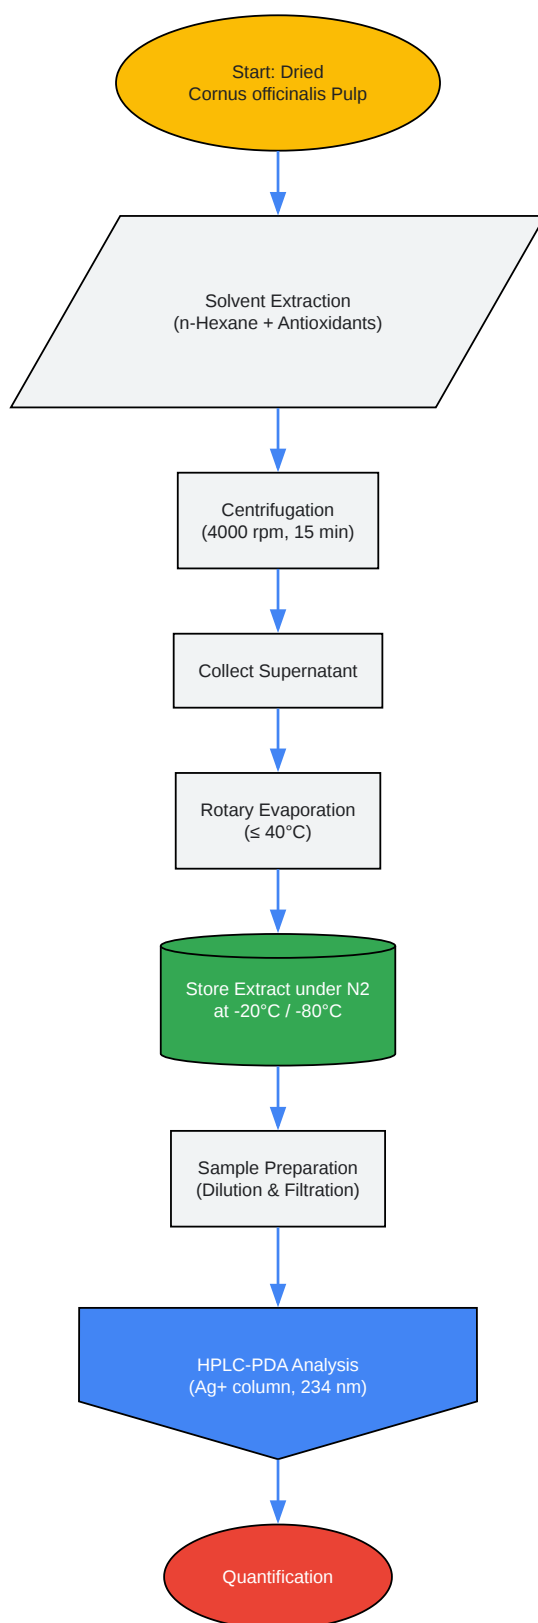 Start: Dried
Cornus officinalis Pulp
Solvent Extraction
(n-Hexane + Antioxidants)
Centrifugation
(4000 rpm, 15 min)
Collect Supernatant
Rotary Evaporation
(≤ 40°C)
Store Extract under N2
at -20°C / -80°C
Sample Preparation
(Dilution & Filtration)
HPLC-PDA Analysis
(Ag+ column, 234 nm)
Quantification